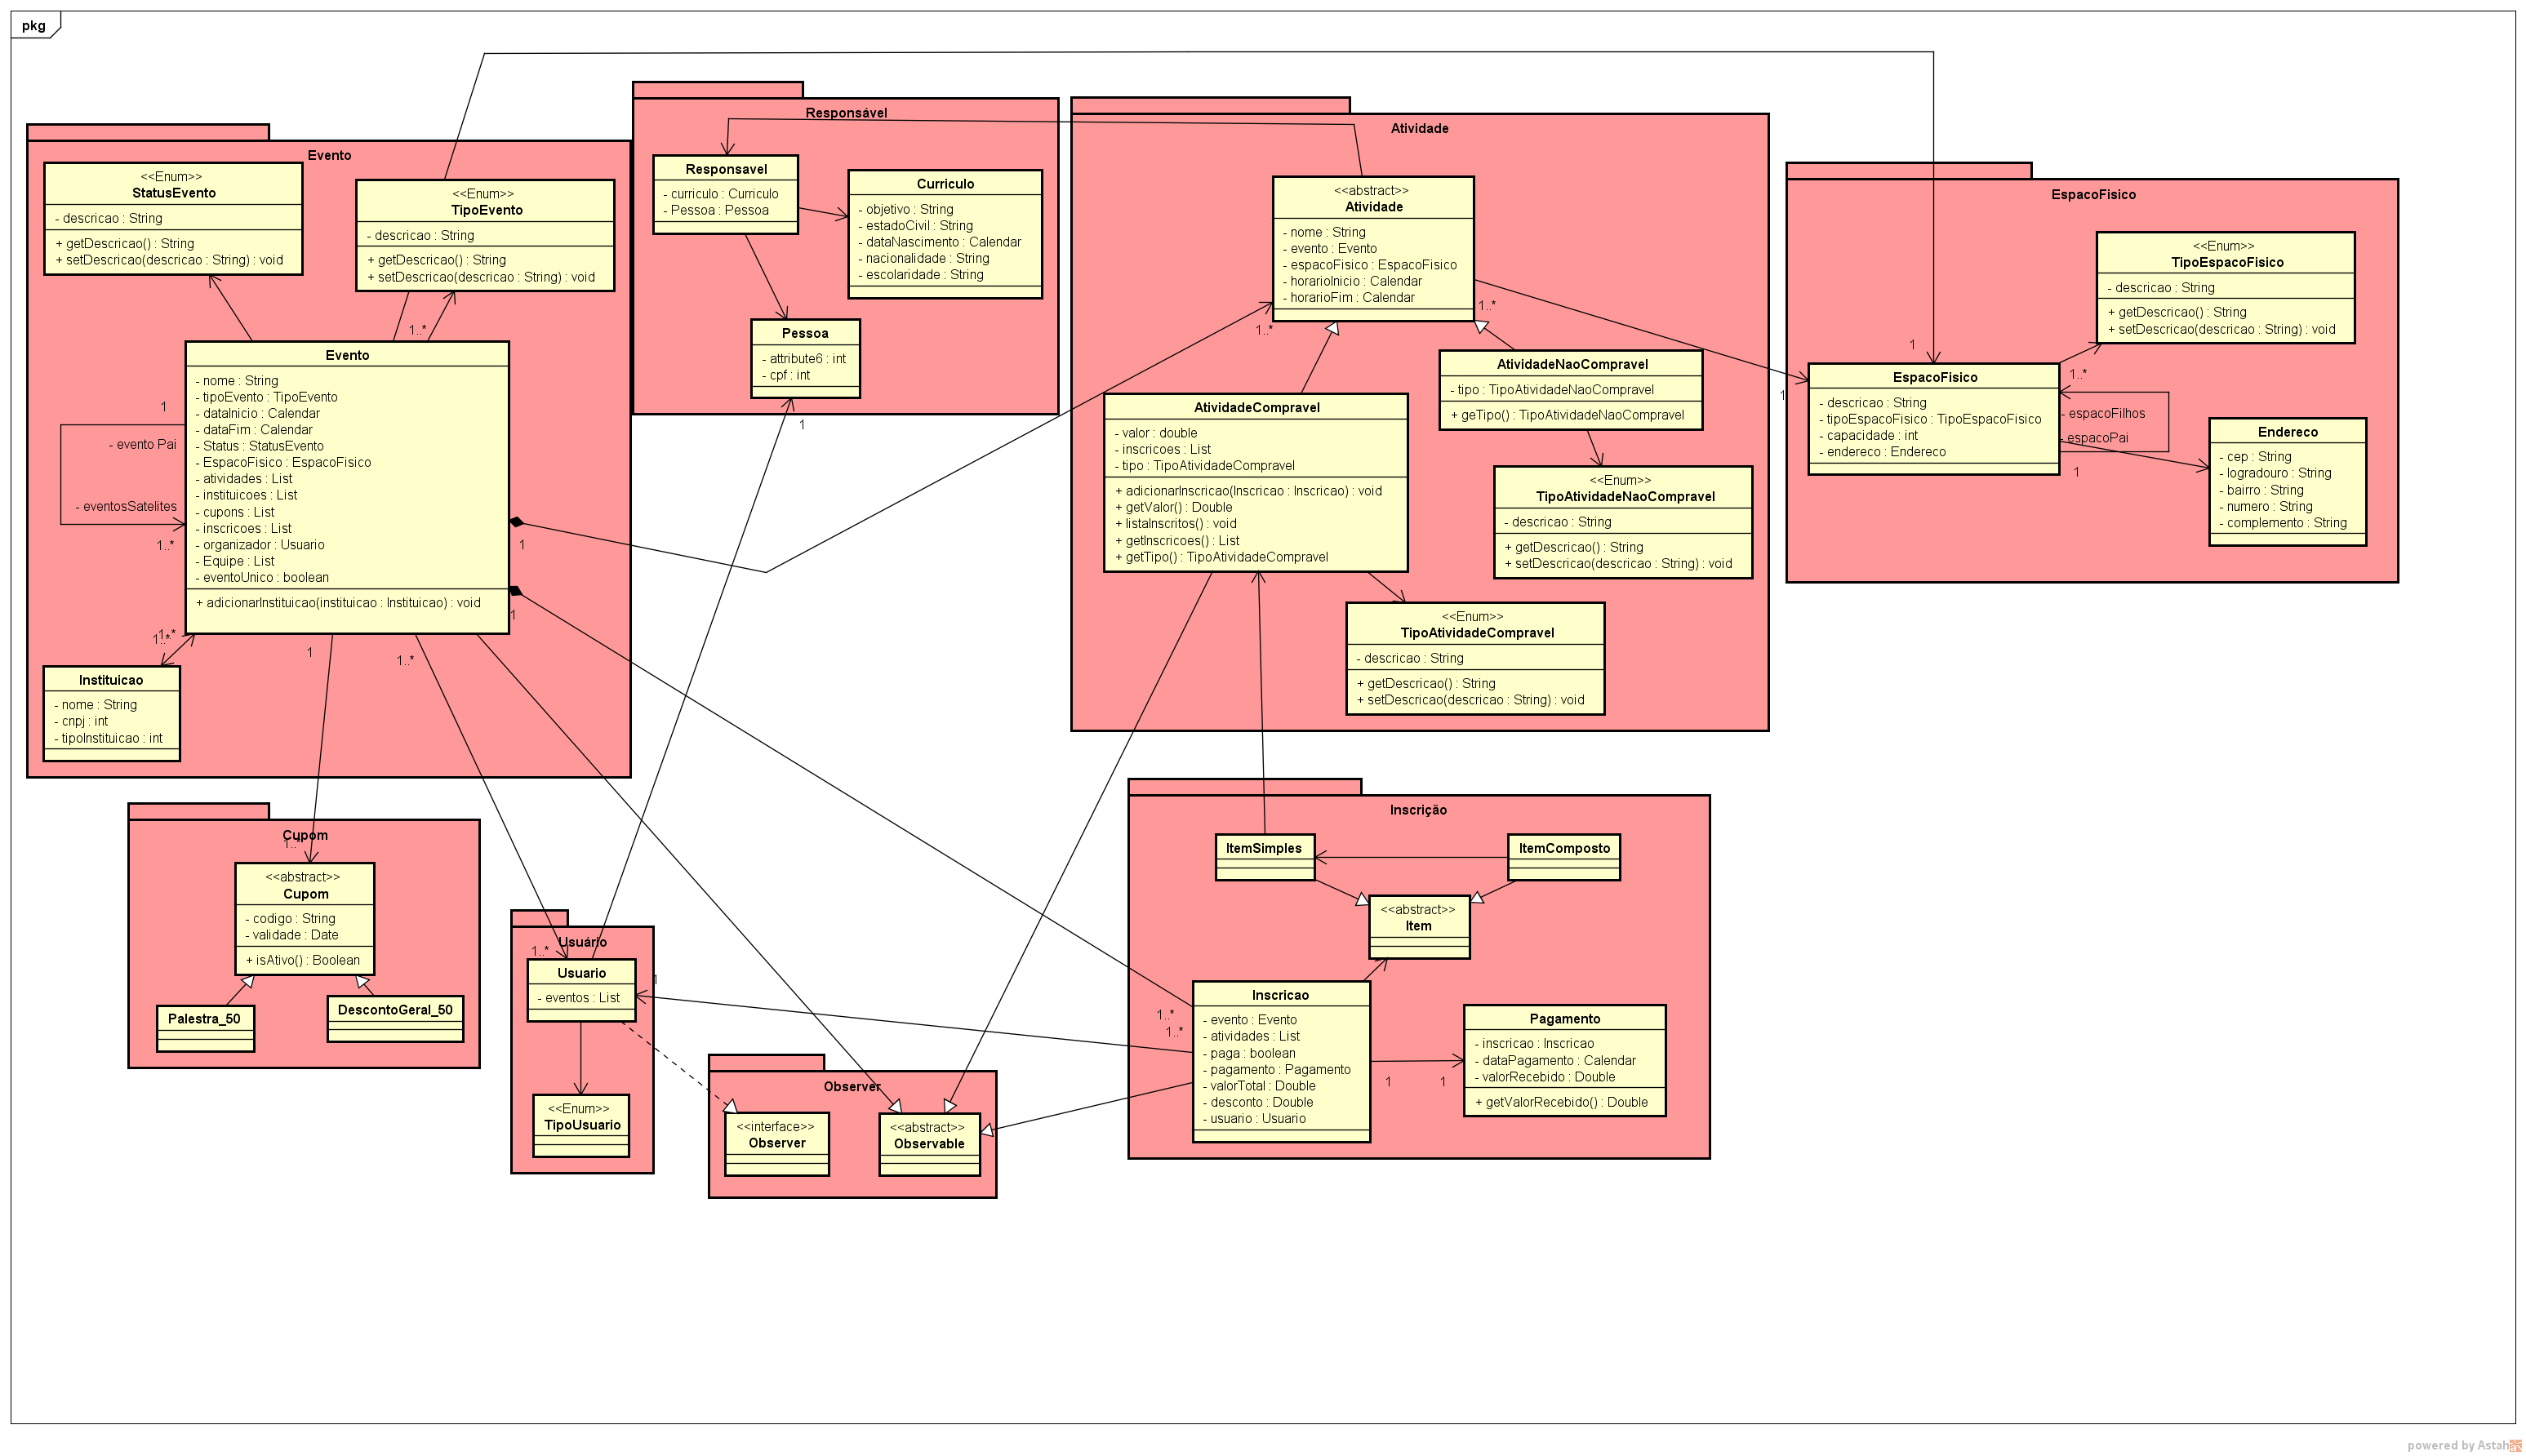 pkg
Evento
<<Enum>>
StatusEvento
- descricao : String
+ getDescricao() : String
+ setDescricao(descricao : String) : void
<<Enum>>
TipoEvento
- descricao : String
+ getDescricao() : String
+ setDescricao(descricao : String) : void
1..*
Evento
- nome : String
- tipoEvento : TipoEvento
- dataInicio : Calendar
- dataFim : Calendar
- Status : StatusEvento
- EspacoFisico : EspacoFisico
- atividades : List
- instituicoes : List
- cupons : List
- inscricoes : List
- organizador : Usuario
- Equipe : List
- eventoUnico : boolean
+ adicionarInstituicao(instituicao : Instituicao) : void
1
- evento Pai
- eventosSatelites
1..*
1
1
1..*
1..*
1
1..*
Instituicao
- nome : String
- cnpj : int
- tipoInstituicao : int
Responsável
Responsavel
- curriculo : Curriculo
- Pessoa : Pessoa
Curriculo
- objetivo : String
- estadoCivil : String
- dataNascimento : Calendar
- nacionalidade : String
- escolaridade : String
Pessoa
- attribute6 : int
- cpf : int
1
Atividade
<<abstract>>
Atividade
- nome : String
- evento : Evento
- espacoFisico : EspacoFisico
- horarioInicio : Calendar
- horarioFim : Calendar
1..*
1..*
AtividadeNaoCompravel
- tipo : TipoAtividadeNaoCompravel
+ geTipo() : TipoAtividadeNaoCompravel
AtividadeCompravel
- valor : double
- inscricoes : List
- tipo : TipoAtividadeCompravel
+ adicionarInscricao(Inscricao : Inscricao) : void
+ getValor() : Double
+ listaInscritos() : void
+ getInscricoes() : List
+ getTipo() : TipoAtividadeCompravel
<<Enum>>
TipoAtividadeNaoCompravel
- descricao : String
+ getDescricao() : String
+ setDescricao(descricao : String) : void
<<Enum>>
TipoAtividadeCompravel
- descricao : String
+ getDescricao() : String
+ setDescricao(descricao : String) : void
EspacoFisico
<<Enum>>
TipoEspacoFisico
- descricao : String
+ getDescricao() : String
+ setDescricao(descricao : String) : void
1
1
EspacoFisico
- descricao : String
- tipoEspacoFisico : TipoEspacoFisico
- capacidade : int
- endereco : Endereco
1..*
- espacoFilhos
- espacoPai
1
Endereco
- cep : String
- logradouro : String
- bairro : String
- numero : String
- complemento : String
Cupom
1..*
<<abstract>>
Cupom
- codigo : String
- validade : Date
+ isAtivo() : Boolean
Palestra_50
DescontoGeral_50
Usuário
1..*
1
Usuario
- eventos : List
<<Enum>>
TipoUsuario
Observer
<<interface>>
Observer
<<abstract>>
Observable
Inscrição
ItemSimples
ItemComposto
<<abstract>>
Item
1..*
1..*
Inscricao
- evento : Evento
- atividades : List
- paga : boolean
- pagamento : Pagamento
- valorTotal : Double
- desconto : Double
- usuario : Usuario
1
1
Pagamento
- inscricao : Inscricao
- dataPagamento : Calendar
- valorRecebido : Double
+ getValorRecebido() : Double
powered by Astah